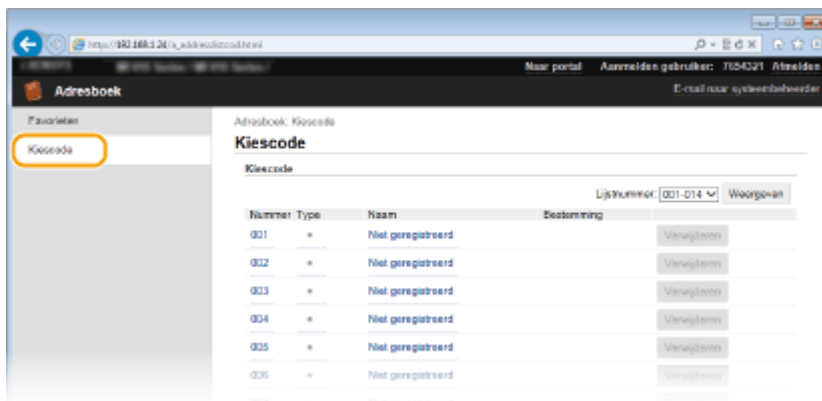 http://192.168.1.24/a_addresslistcod.html
Naar portal Aanmelden gebruiker: 7654321 Afmelden
Adresboek
E-mail naar systeembeheerder
Favorieten
Kiescode
Adresboek: Kiescode
Kiescode
Kiescode
Lijstnummer: 001-014 Weergeven
Nummer Type Naam Bestemming
001 Niet geregistreerd Verwijderen
002 Niet geregistreerd Verwijderen
003 Niet geregistreerd Verwijderen
004 Niet geregistreerd Verwijderen
005 Niet geregistreerd Verwijderen
006 Niet geregistreerd Verwijderen